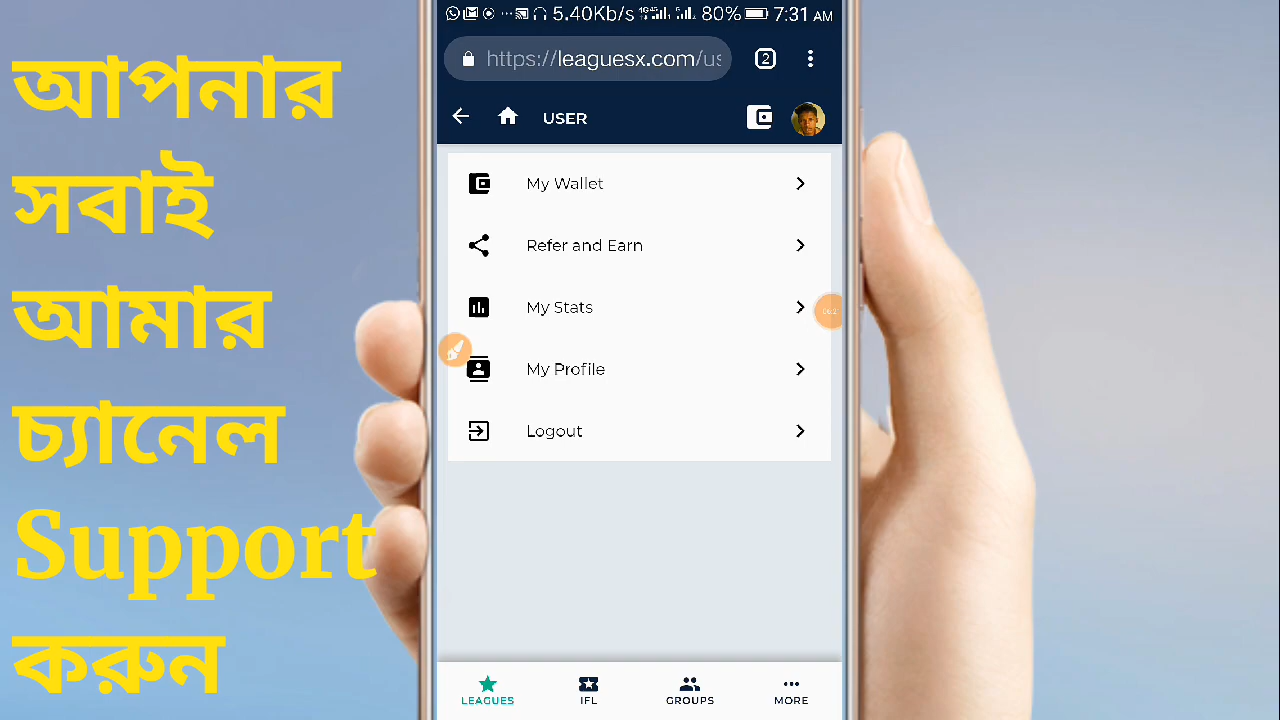 আপনার
সবাই
আমার
চ্যানেল
Support
করুন
5.40Kb/s 80% 7:31 AM
https://leaguesx.com/us
2
USER
My Wallet
Refer and Earn
My Stats
My Profile
Logout
LEAGUES
IFL
GROUPS
MORE